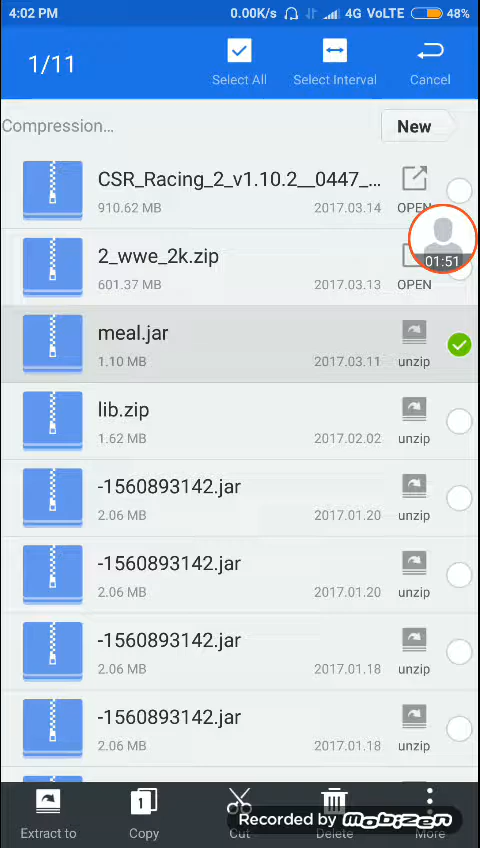 4:02 PM 0.00K/s 4G VoLTE 48%
1/11
Select All Select Interval Cancel
Compression... New
CSR_Racing_2_v1.10.2__0447_...
910.62 MB 2017.03.14 OPEN
01:51
2_wwe_2k.zip
601.37 MB 2017.03.13 OPEN
meal.jar
1.10 MB 2017.03.11 unzip
lib.zip
1.62 MB 2017.02.02 unzip
-1560893142.jar
2.06 MB 2017.01.20 unzip
-1560893142.jar
2.06 MB 2017.01.20 unzip
-1560893142.jar
2.06 MB 2017.01.18 unzip
-1560893142.jar
2.06 MB 2017.01.18 unzip
1
Recorded by Mobizen
Extract to Copy Cut Delete More